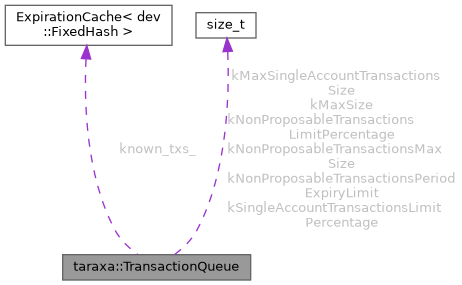 ExpirationCache< dev
::FixedHash >
size_t
kMaxSingleAccountTransactions
Size
kMaxSize
kNonProposableTransactions
LimitPercentage
known_txs_
kNonProposableTransactionsMax
Size
kNonProposableTransactionsPeriod
ExpiryLimit
kSingleAccountTransactionsLimit
Percentage
taraxa::TransactionQueue